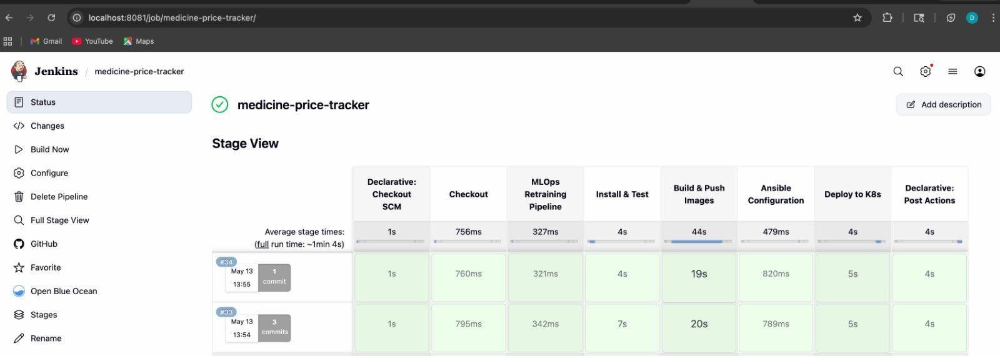 localhost:8081/job/medicine-price-tracker/
D
Gmail YouTube Maps
Jenkins / medicine-price-tracker
Status
Changes
Build Now
Configure
Delete Pipeline
Full Stage View
GitHub
Favorite
Open Blue Ocean
Stages
Rename
medicine-price-tracker
Add description
Stage View
Declarative: Checkout SCM
Checkout
MLOps Retraining Pipeline
Install & Test
Build & Push Images
Ansible Configuration
Deploy to K8s
Declarative: Post Actions
Average stage times: 1s 756ms 327ms 4s 44s 479ms 4s 4s
(full run time: ~1min 4s)
#34
May 13 1
13:55 commit
1s 760ms 321ms 4s 19s 820ms 5s 4s
#33
May 13 3
13:54 commits
1s 795ms 342ms 7s 20s 789ms 5s 4s